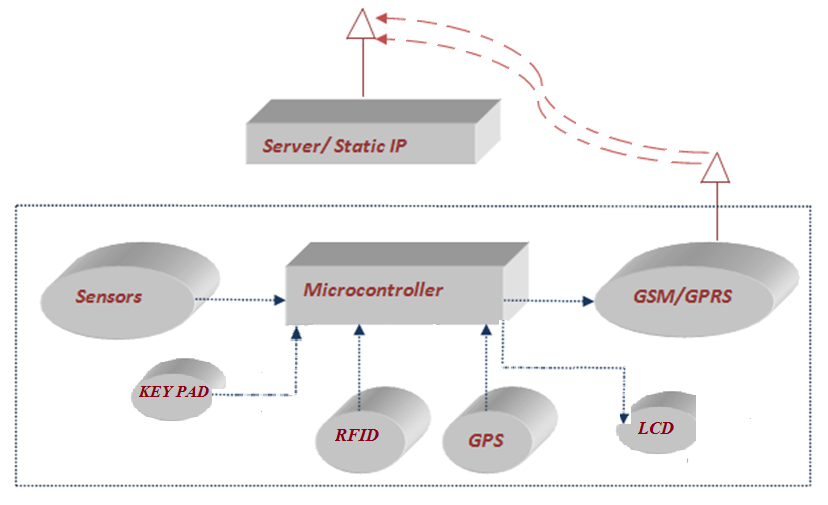 Server/ Static IP
Sensors
Microcontroller
GSM/GPRS
KEY PAD
RFID
GPS
LCD